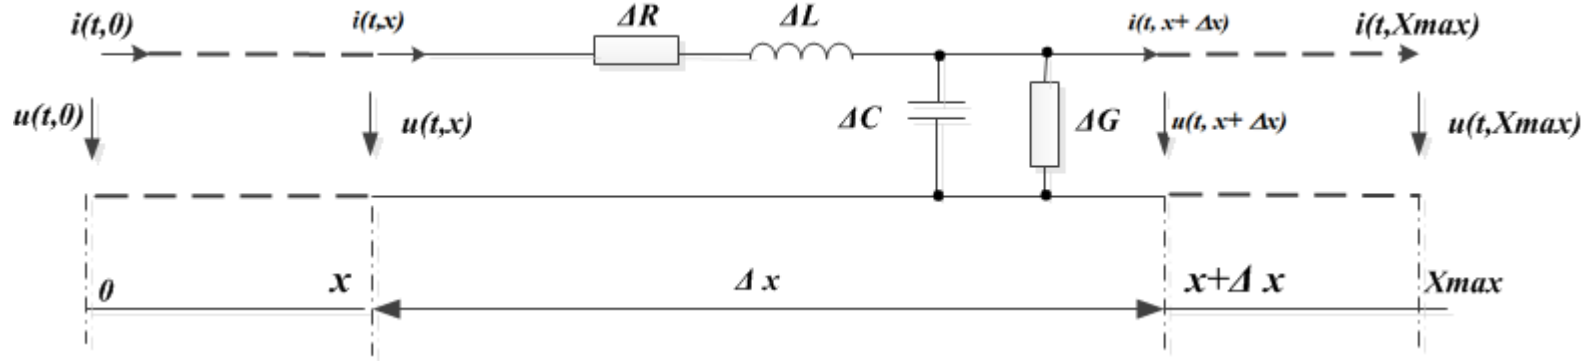 i(t,0) i(t,x) ΔR ΔL i(t, x+ Δx) i(t,Xmax)
u(t,0) u(t,x) ΔC ΔG u(t, x+ Δx) u(t,Xmax)
0 x Δ x x+Δ x Xmax